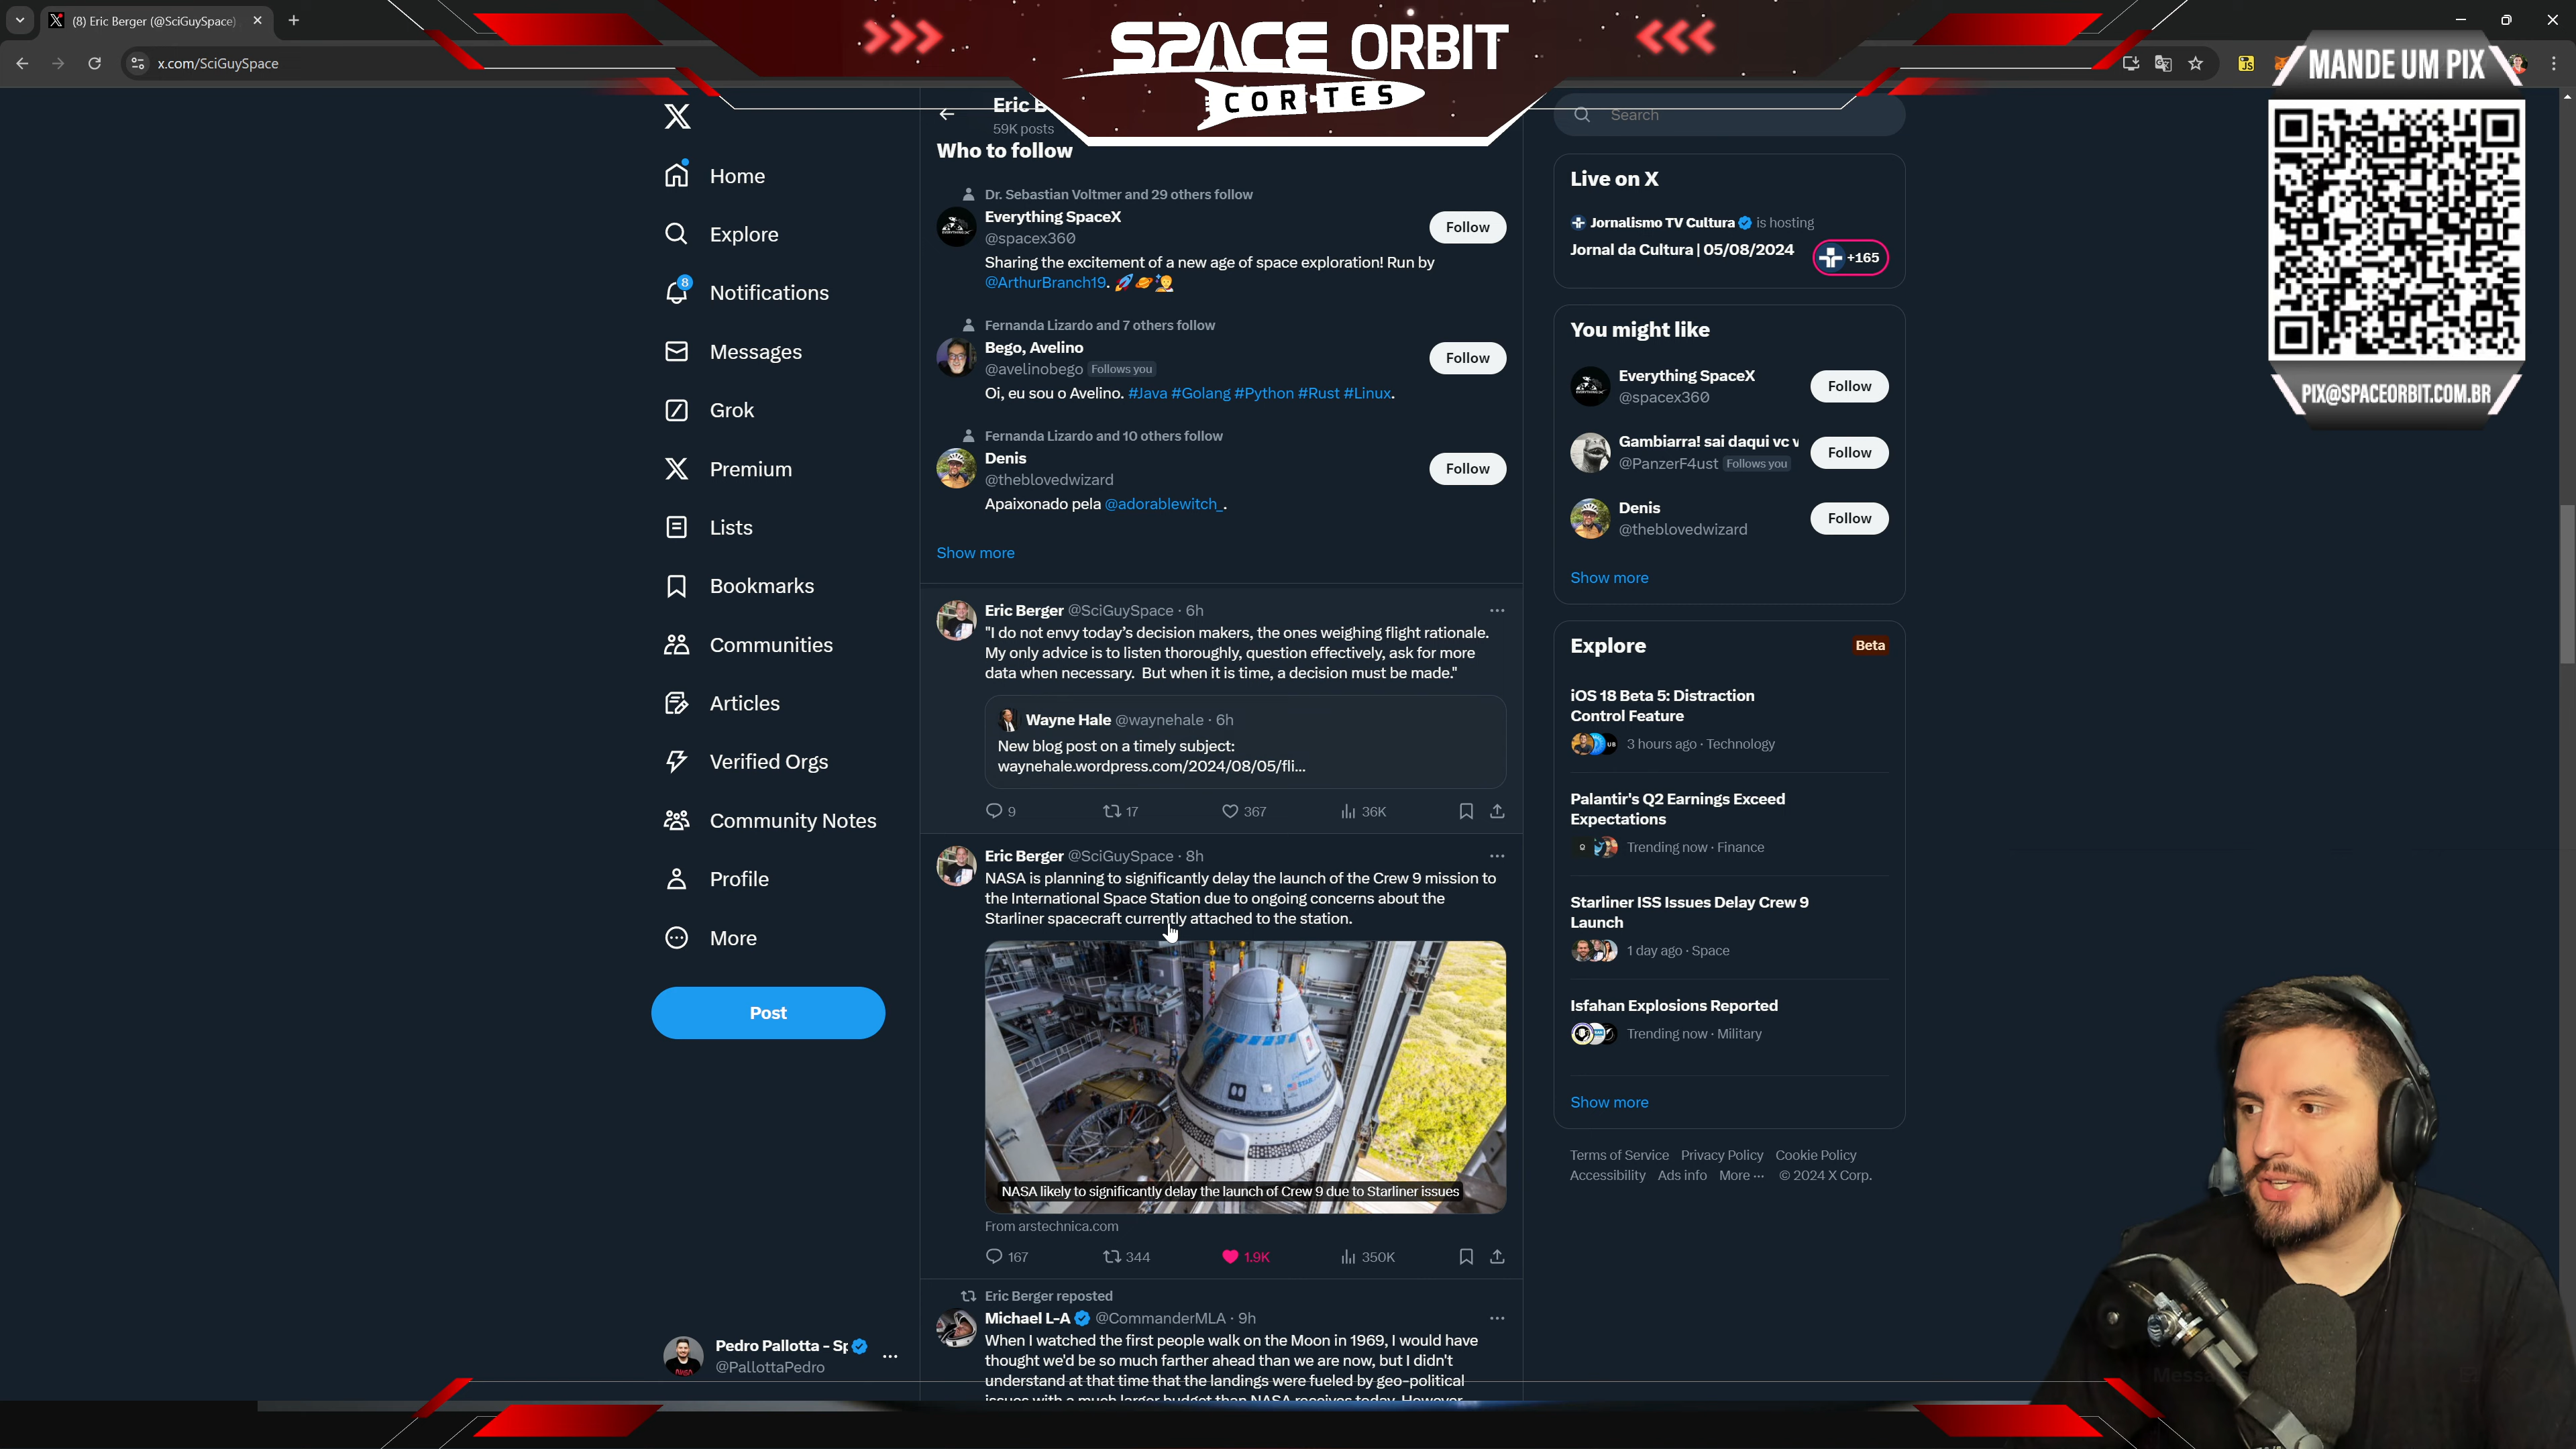 (8) Eric Berger (@SciGuySpace)
x.com/SciGuySpace
SPACE ORBIT
CORTES
MANDE UM PIX
PIX@SPACEORBIT.COM.BR
Home
Explore
8
Notifications
Messages
Grok
Premium
Lists
Bookmarks
Communities
Articles
Verified Orgs
Community Notes
Profile
More
Post
Pedro Pallotta - Sp
@PallottaPedro
Eric B
59K posts
Who to follow
Dr. Sebastian Voltmer and 29 others follow
Everything SpaceX
@spacex360
Follow
Sharing the excitement of a new age of space exploration! Run by
@ArthurBranch19. 🚀🪐🧑‍🚀
Fernanda Lizardo and 7 others follow
Bego, Avelino
@avelinobego Follows you
Follow
Oi, eu sou o Avelino. #Java #Golang #Python #Rust #Linux.
Fernanda Lizardo and 10 others follow
Denis
@theblovedwizard
Follow
Apaixonado pela @adorablewitch_.
Show more
Eric Berger @SciGuySpace · 6h
"I do not envy today's decision makers, the ones weighing flight rationale.
My only advice is to listen thoroughly, question effectively, ask for more
data when necessary. But when it is time, a decision must be made."
Wayne Hale @waynehale · 6h
New blog post on a timely subject:
waynehale.wordpress.com/2024/08/05/fli...
9 17 367 36K
Eric Berger @SciGuySpace · 8h
NASA is planning to significantly delay the launch of the Crew 9 mission to
the International Space Station due to ongoing concerns about the
Starliner spacecraft currently attached to the station.
NASA likely to significantly delay the launch of Crew 9 due to Starliner issues
From arstechnica.com
167 344 1.9K 350K
Eric Berger reposted
Michael L-A @CommanderMLA · 9h
When I watched the first people walk on the Moon in 1969, I would have
thought we'd be so much farther ahead than we are now, but I didn't
understand at that time that the landings were fueled by geo-political
issues with a much larger budget than NASA receives today. However,
Search
Live on X
Jornalismo TV Cultura is hosting
Jornal da Cultura | 05/08/2024
+165
You might like
Everything SpaceX
@spacex360
Follow
Gambiarra! sai daqui vc v
@PanzerF4ust Follows you
Follow
Denis
@theblovedwizard
Follow
Show more
Explore
Beta
iOS 18 Beta 5: Distraction
Control Feature
3 hours ago · Technology
Palantir's Q2 Earnings Exceed
Expectations
Trending now · Finance
Starliner ISS Issues Delay Crew 9
Launch
1 day ago · Space
Isfahan Explosions Reported
Trending now · Military
Show more
Terms of Service Privacy Policy Cookie Policy
Accessibility Ads info More ··· © 2024 X Corp.